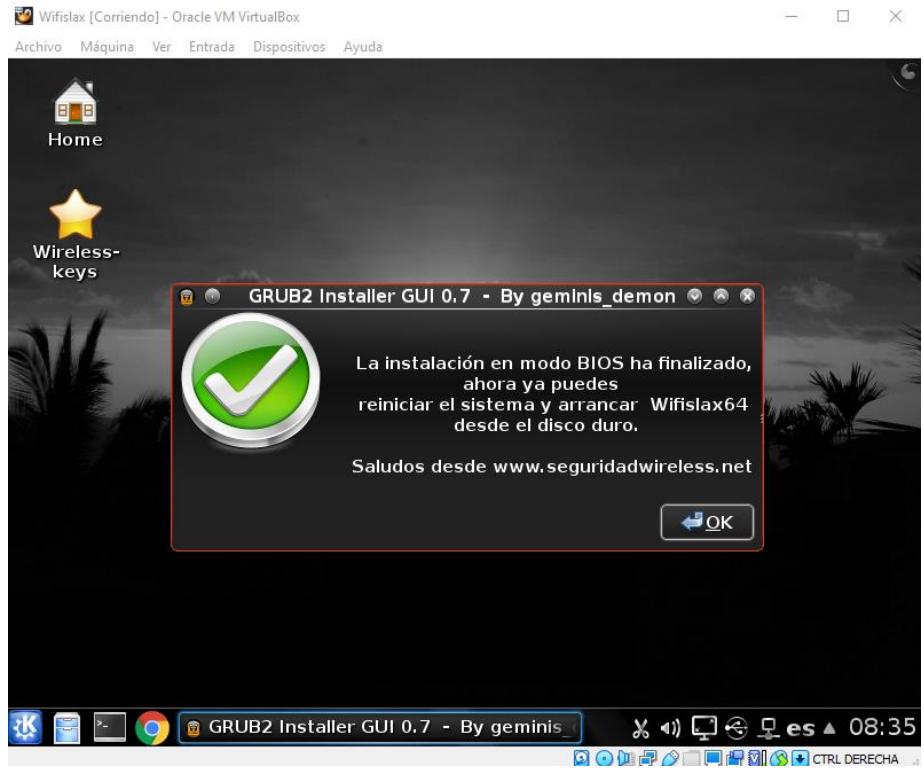 Wifislax [Corriendo] - Oracle VM VirtualBox
Archivo Máquina Ver Entrada Dispositivos Ayuda
Home
Wireless-
keys
GRUB2 Installer GUI 0.7 - By geminis_demon
La instalación en modo BIOS ha finalizado,
ahora ya puedes
reiniciar el sistema y arrancar Wifislax64
desde el disco duro.
Saludos desde www.seguridadwireless.net
OK
GRUB2 Installer GUI 0.7 - By geminis_
es 08:35
CTRL DERECHA